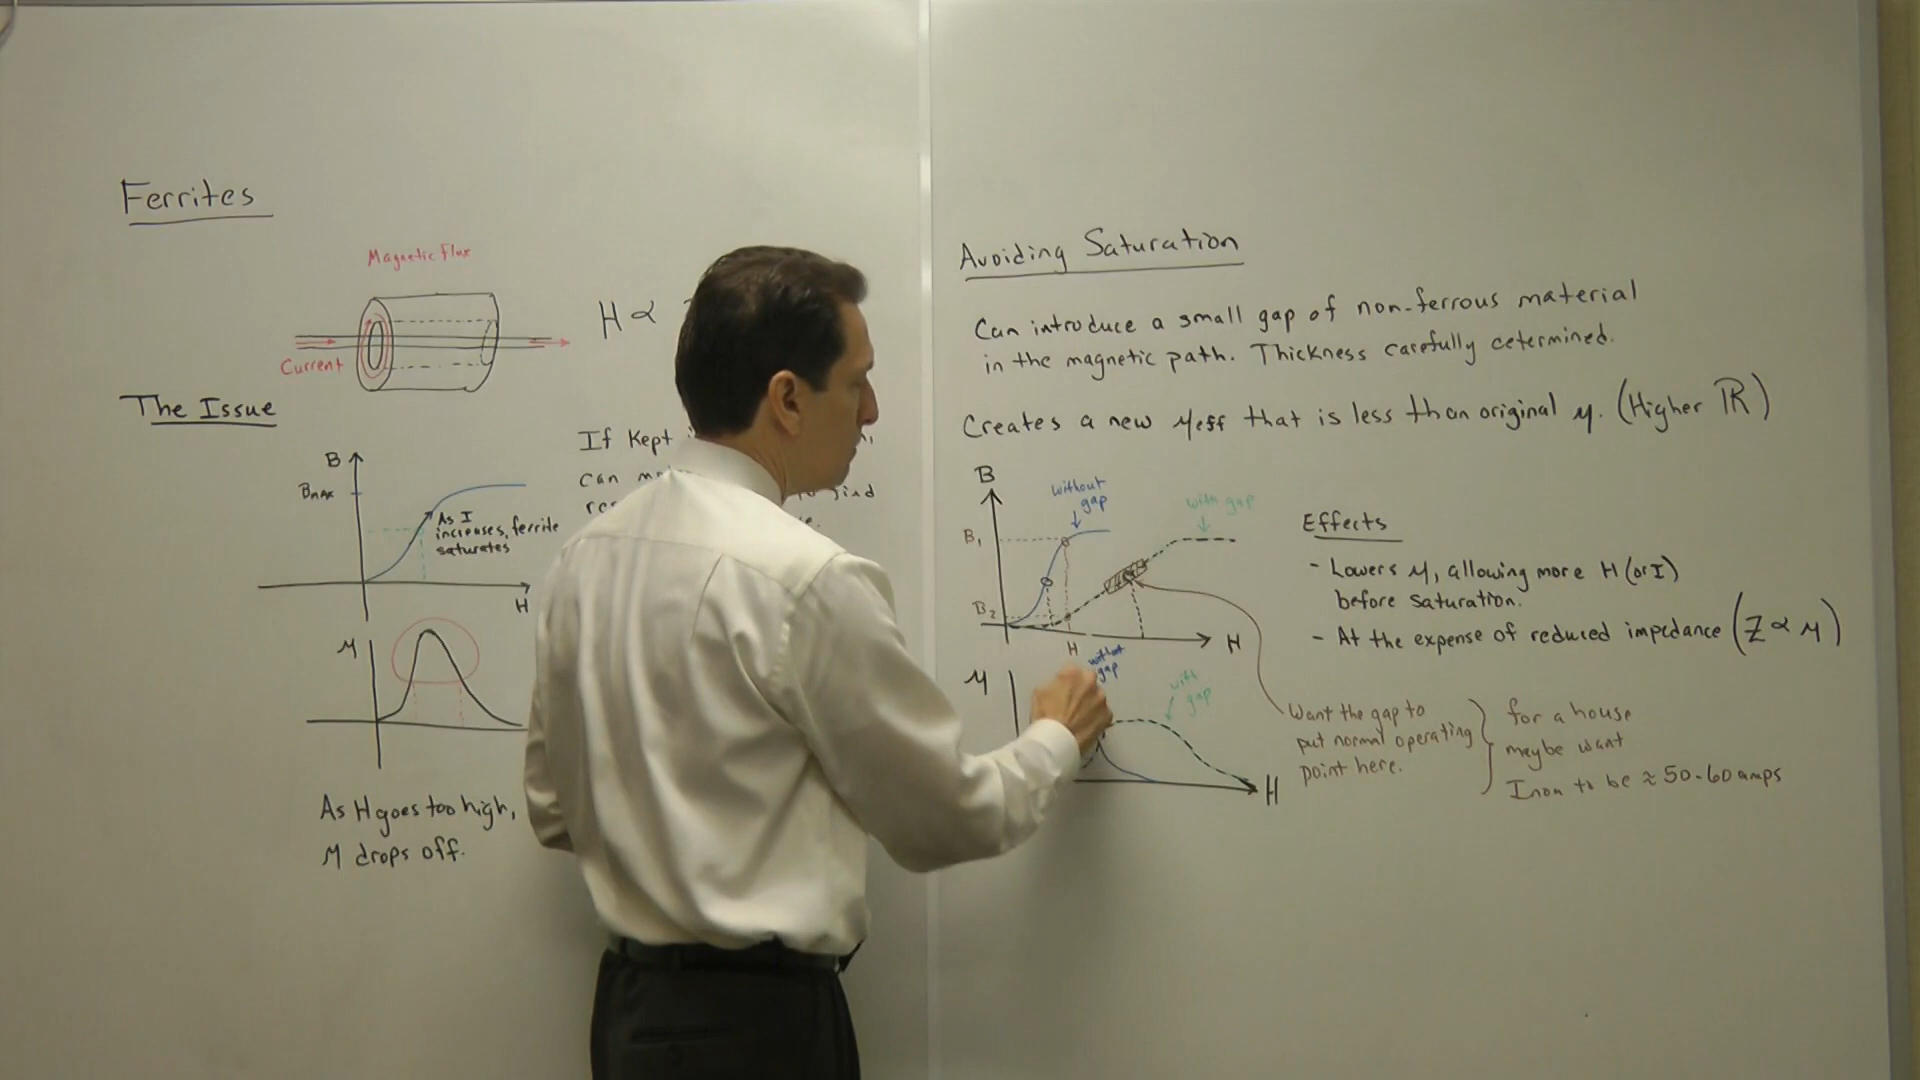 Ferrites
Magnetic Flux
H ∝
Current
The Issue
B
Bmax
As I
increases, ferrite
saturates
H
If Kept
can
find
μ
As H goes too high,
μ drops off.
Avoiding Saturation
Can introduce a small gap of non-ferrous material
in the magnetic path. Thickness carefully cetermined.
Creates a new μeff that is less than original μ. (Higher R)
B
without
gap
with gap
B1
B2
H
H
μ
without
gap
with
gap
H
Effects
- Lowers μ, allowing more H (or I)
before saturation.
- At the expense of reduced impedance (Z ∝ μ)
Want the gap to
put normal operating
point here.
for a house
maybe want
Inom to be ≈ 50-60 amps